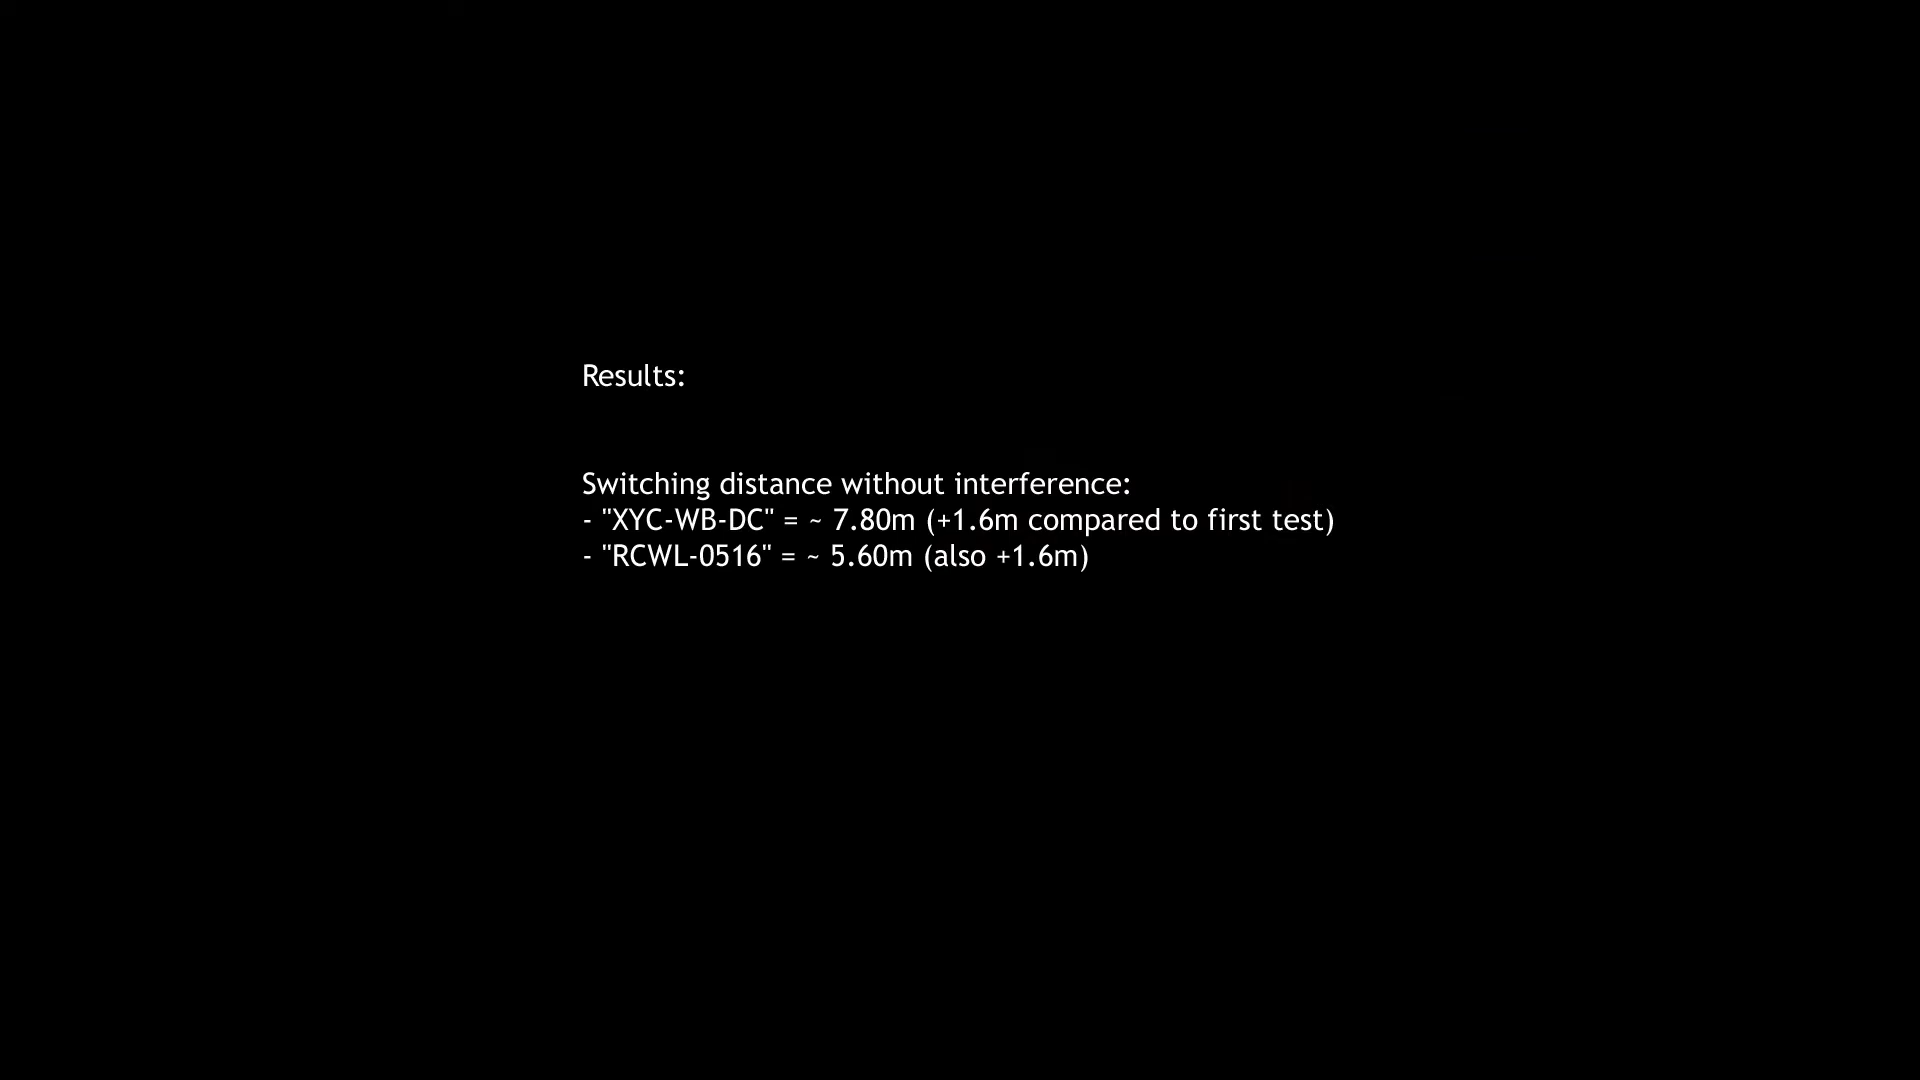 Results:
Switching distance without interference:
- "XYC-WB-DC" = ~ 7.80m (+1.6m compared to first test)
- "RCWL-0516" = ~ 5.60m (also +1.6m)